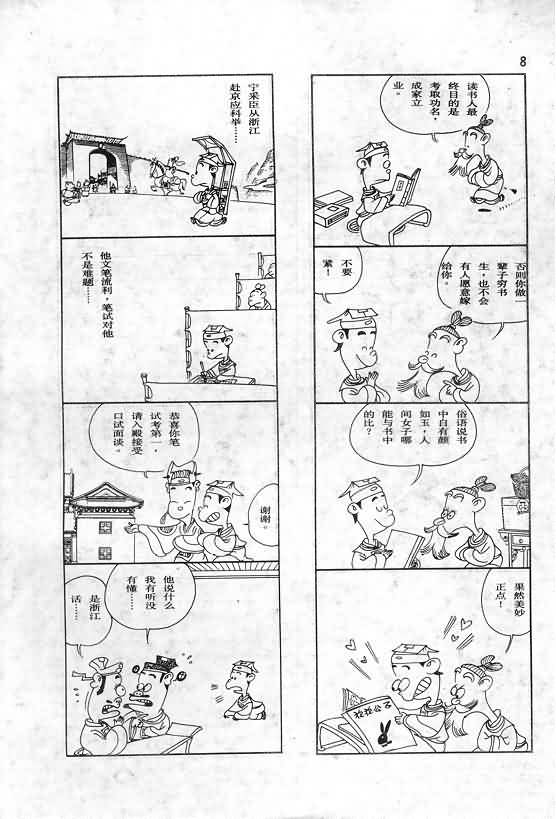 8
读书人最
终目的是
考取功名，
成家立
业。
否则你做一
辈子穷书
生，也不会
有人愿意嫁
给你。
不要
紧！
俗语说书
中自有颜
如玉，人
间女子哪
能与书中
的比？
果然美妙
正点！
花花公子
宁采臣从浙江
赴京应科举……
他文笔流利，笔试对他
不是难题……
恭喜你笔
试考第一，
请入殿接受
口试面谈。
谢谢。
他说什么
我有听没
有懂……
是浙江
话……